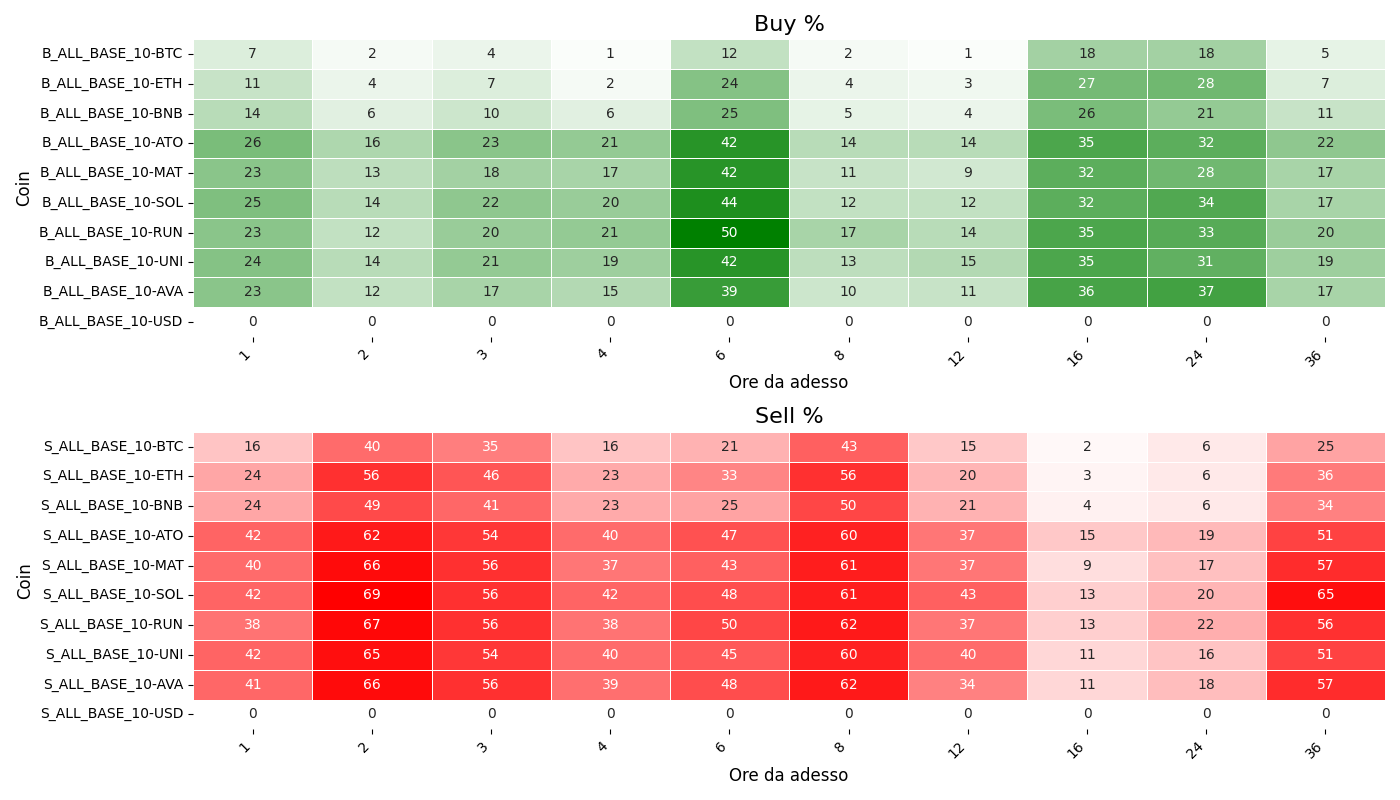 Buy %
Coin
B_ALL_BASE_10-BTC 7 2 4 1 12 2 1 18 18 5
B_ALL_BASE_10-ETH 11 4 7 2 24 4 3 27 28 7
B_ALL_BASE_10-BNB 14 6 10 6 25 5 4 26 21 11
B_ALL_BASE_10-ATO 26 16 23 21 42 14 14 35 32 22
B_ALL_BASE_10-MAT 23 13 18 17 42 11 9 32 28 17
B_ALL_BASE_10-SOL 25 14 22 20 44 12 12 32 34 17
B_ALL_BASE_10-RUN 23 12 20 21 50 17 14 35 33 20
B_ALL_BASE_10-UNI 24 14 21 19 42 13 15 35 31 19
B_ALL_BASE_10-AVA 23 12 17 15 39 10 11 36 37 17
B_ALL_BASE_10-USD 0 0 0 0 0 0 0 0 0 0
1 2 3 4 6 8 12 16 24 36
Ore da adesso
Sell %
Coin
S_ALL_BASE_10-BTC 16 40 35 16 21 43 15 2 6 25
S_ALL_BASE_10-ETH 24 56 46 23 33 56 20 3 6 36
S_ALL_BASE_10-BNB 24 49 41 23 25 50 21 4 6 34
S_ALL_BASE_10-ATO 42 62 54 40 47 60 37 15 19 51
S_ALL_BASE_10-MAT 40 66 56 37 43 61 37 9 17 57
S_ALL_BASE_10-SOL 42 69 56 42 48 61 43 13 20 65
S_ALL_BASE_10-RUN 38 67 56 38 50 62 37 13 22 56
S_ALL_BASE_10-UNI 42 65 54 40 45 60 40 11 16 51
S_ALL_BASE_10-AVA 41 66 56 39 48 62 34 11 18 57
S_ALL_BASE_10-USD 0 0 0 0 0 0 0 0 0 0
1 2 3 4 6 8 12 16 24 36
Ore da adesso